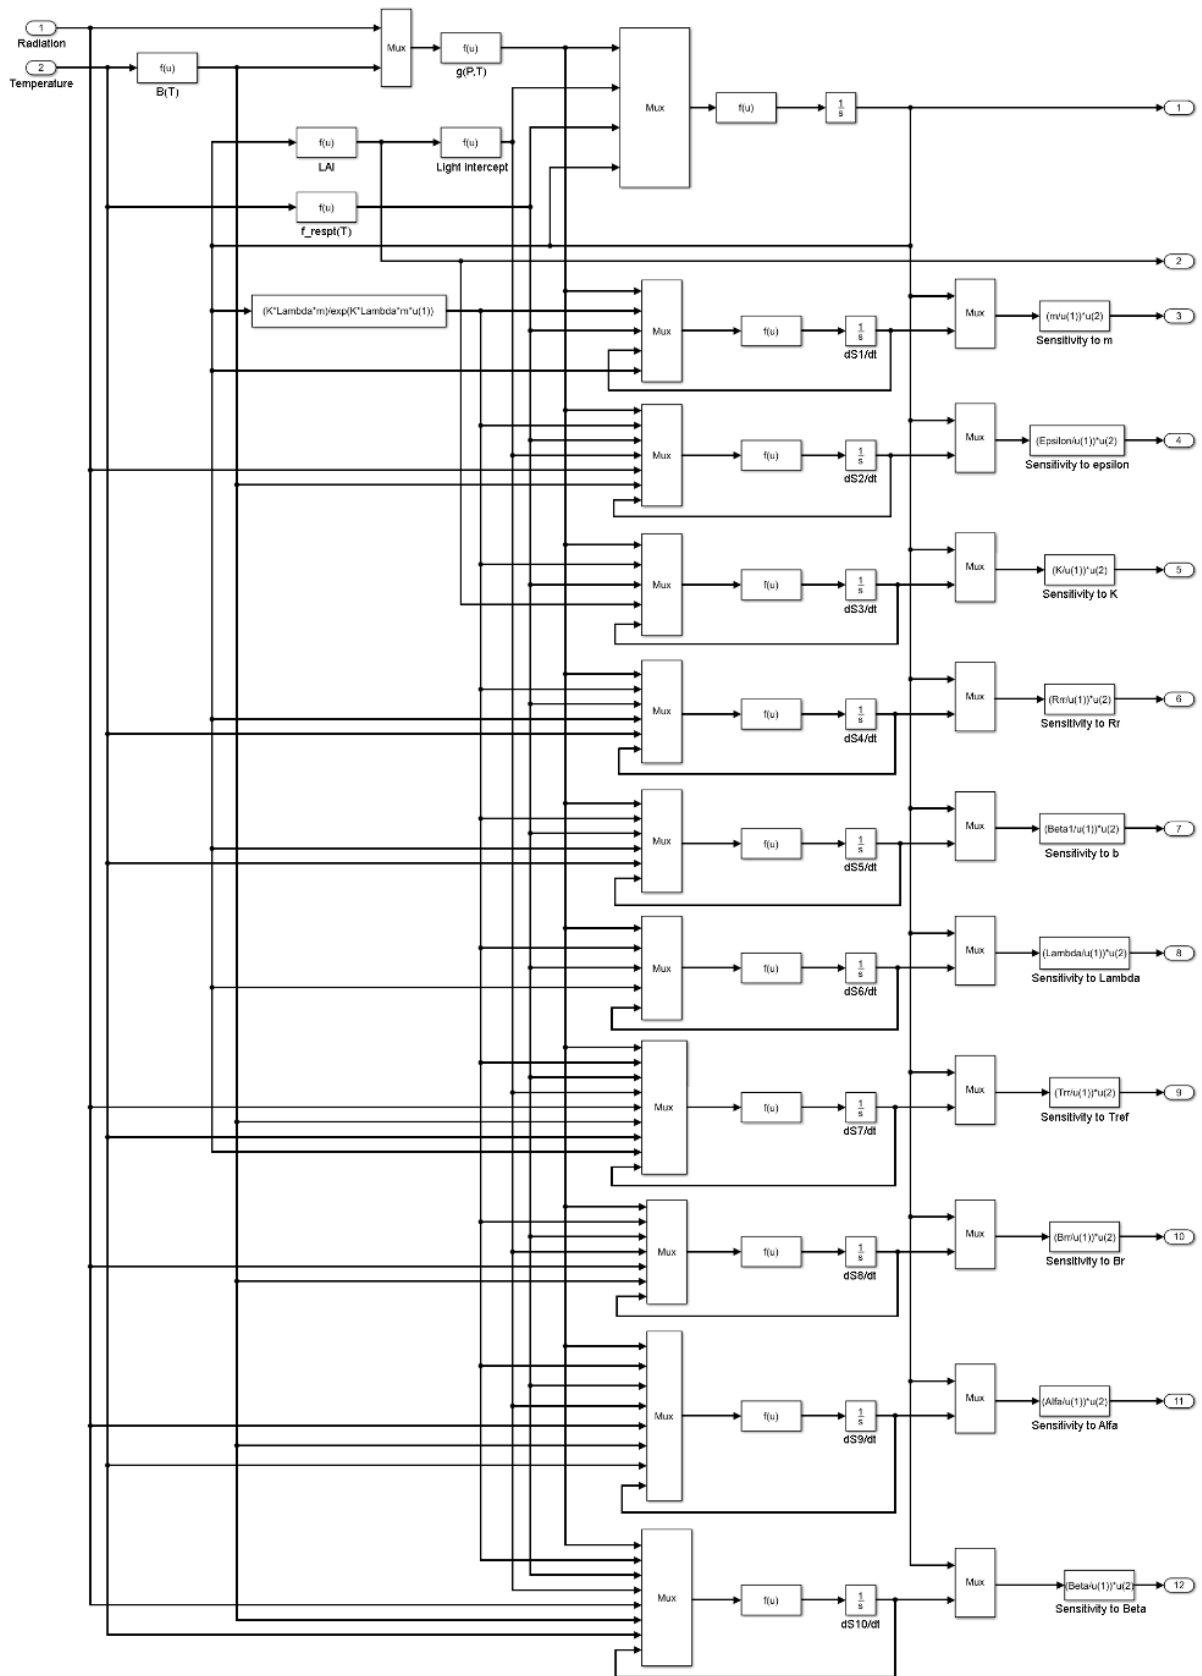 1
Radiation
2
Temperature
f(u)
B(T)
Mux
f(u)
g(P,T)
Mux
f(u)
1
s
1
f(u)
LAI
f(u)
Light intercept
f(u)
f_respt(T)
2
(K*Lambda*m)/exp(K*Lambda*m*u(1))
Mux
f(u)
1
s
dS1/dt
Mux
(m/u(1))*u(2)
Sensitivity to m
3
Mux
f(u)
1
s
dS2/dt
Mux
(Epsilon/u(1))*u(2)
Sensitivity to epsilon
4
Mux
f(u)
1
s
dS3/dt
Mux
(K/u(1))*u(2)
Sensitivity to K
5
Mux
f(u)
1
s
dS4/dt
Mux
(Rrr/u(1))*u(2)
Sensitivity to Rr
6
Mux
f(u)
1
s
dS5/dt
Mux
(Beta1/u(1))*u(2)
Sensitivity to b
7
Mux
f(u)
1
s
dS6/dt
Mux
(Lambda/u(1))*u(2)
Sensitivity to Lambda
8
Mux
f(u)
1
s
dS7/dt
Mux
(Trr/u(1))*u(2)
Sensitivity to Tref
9
Mux
f(u)
1
s
dS8/dt
Mux
(Brr/u(1))*u(2)
Sensitivity to Br
10
Mux
f(u)
1
s
dS9/dt
Mux
(Alfa/u(1))*u(2)
Sensitivity to Alfa
11
Mux
f(u)
1
s
dS10/dt
Mux
(Beta/u(1))*u(2)
Sensitivity to Beta
12